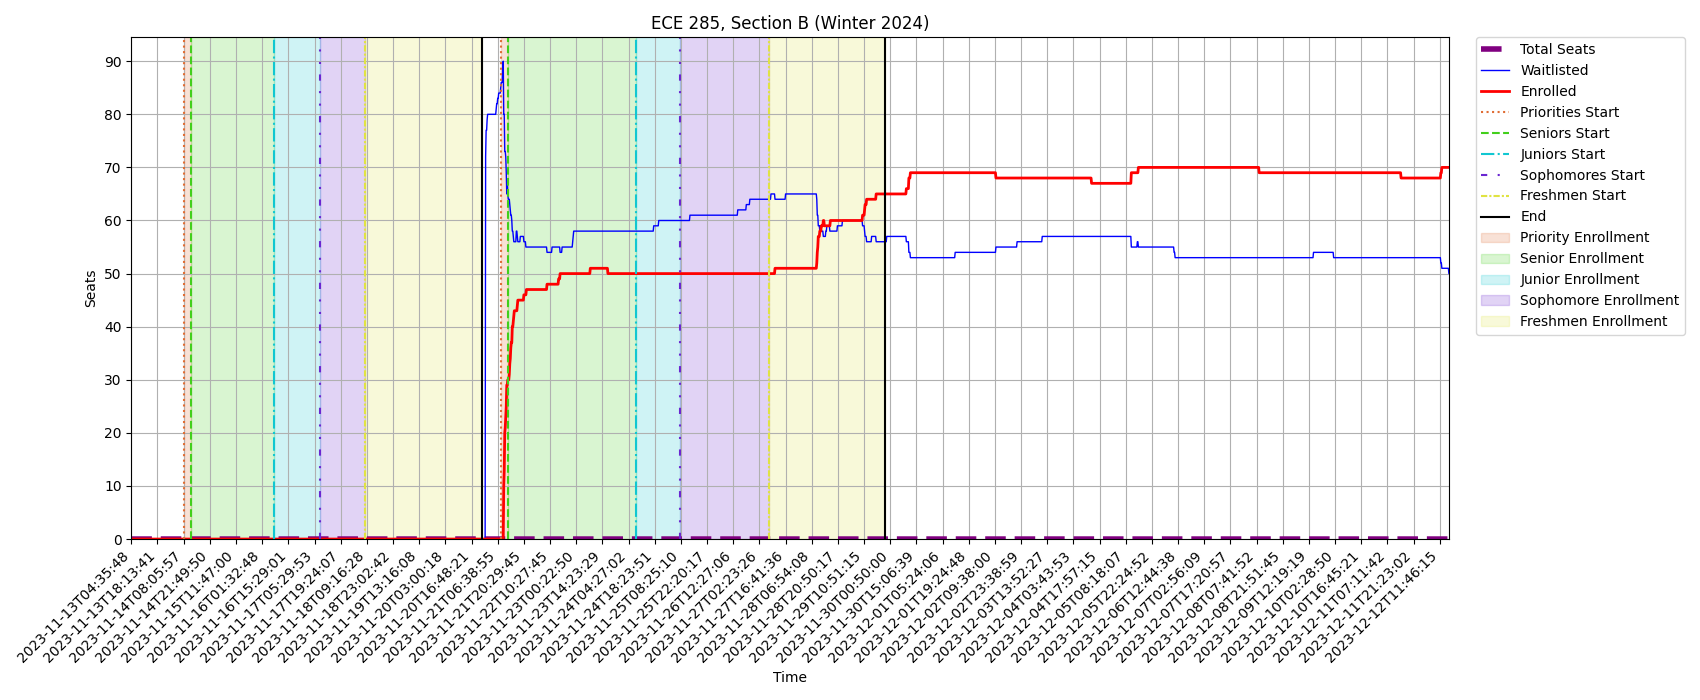 ECE 285, Section B (Winter 2024)
90
80
70
60
50
40
30
20
10
0
Seats
2023-11-13T04:35:48
2023-11-13T18:13:41
2023-11-14T08:05:57
2023-11-14T21:49:50
2023-11-15T11:47:00
2023-11-16T01:32:48
2023-11-16T15:29:01
2023-11-17T05:29:53
2023-11-17T19:24:07
2023-11-18T09:16:28
2023-11-18T23:02:42
2023-11-19T13:16:08
2023-11-20T03:00:18
2023-11-20T16:48:21
2023-11-21T06:38:55
2023-11-21T20:29:45
2023-11-22T10:27:45
2023-11-23T00:22:50
2023-11-23T14:23:29
2023-11-24T04:27:02
2023-11-24T18:23:51
2023-11-25T08:25:10
2023-11-25T22:20:17
2023-11-26T12:27:06
2023-11-27T02:23:26
2023-11-27T16:41:36
2023-11-28T06:54:08
2023-11-28T20:50:17
2023-11-29T10:51:15
2023-11-30T00:50:00
2023-11-30T15:06:39
2023-12-01T05:24:06
2023-12-01T19:24:48
2023-12-02T09:38:00
2023-12-02T23:38:59
2023-12-03T13:52:27
2023-12-04T03:43:53
2023-12-04T17:57:15
2023-12-05T08:18:07
2023-12-05T22:24:52
2023-12-06T12:44:38
2023-12-07T02:56:09
2023-12-07T17:20:57
2023-12-08T07:41:52
2023-12-08T21:51:45
2023-12-09T12:19:19
2023-12-10T02:28:50
2023-12-10T16:45:21
2023-12-11T07:11:42
2023-12-11T21:23:02
2023-12-12T11:46:15
Time
Total Seats
Waitlisted
Enrolled
Priorities Start
Seniors Start
Juniors Start
Sophomores Start
Freshmen Start
End
Priority Enrollment
Senior Enrollment
Junior Enrollment
Sophomore Enrollment
Freshmen Enrollment